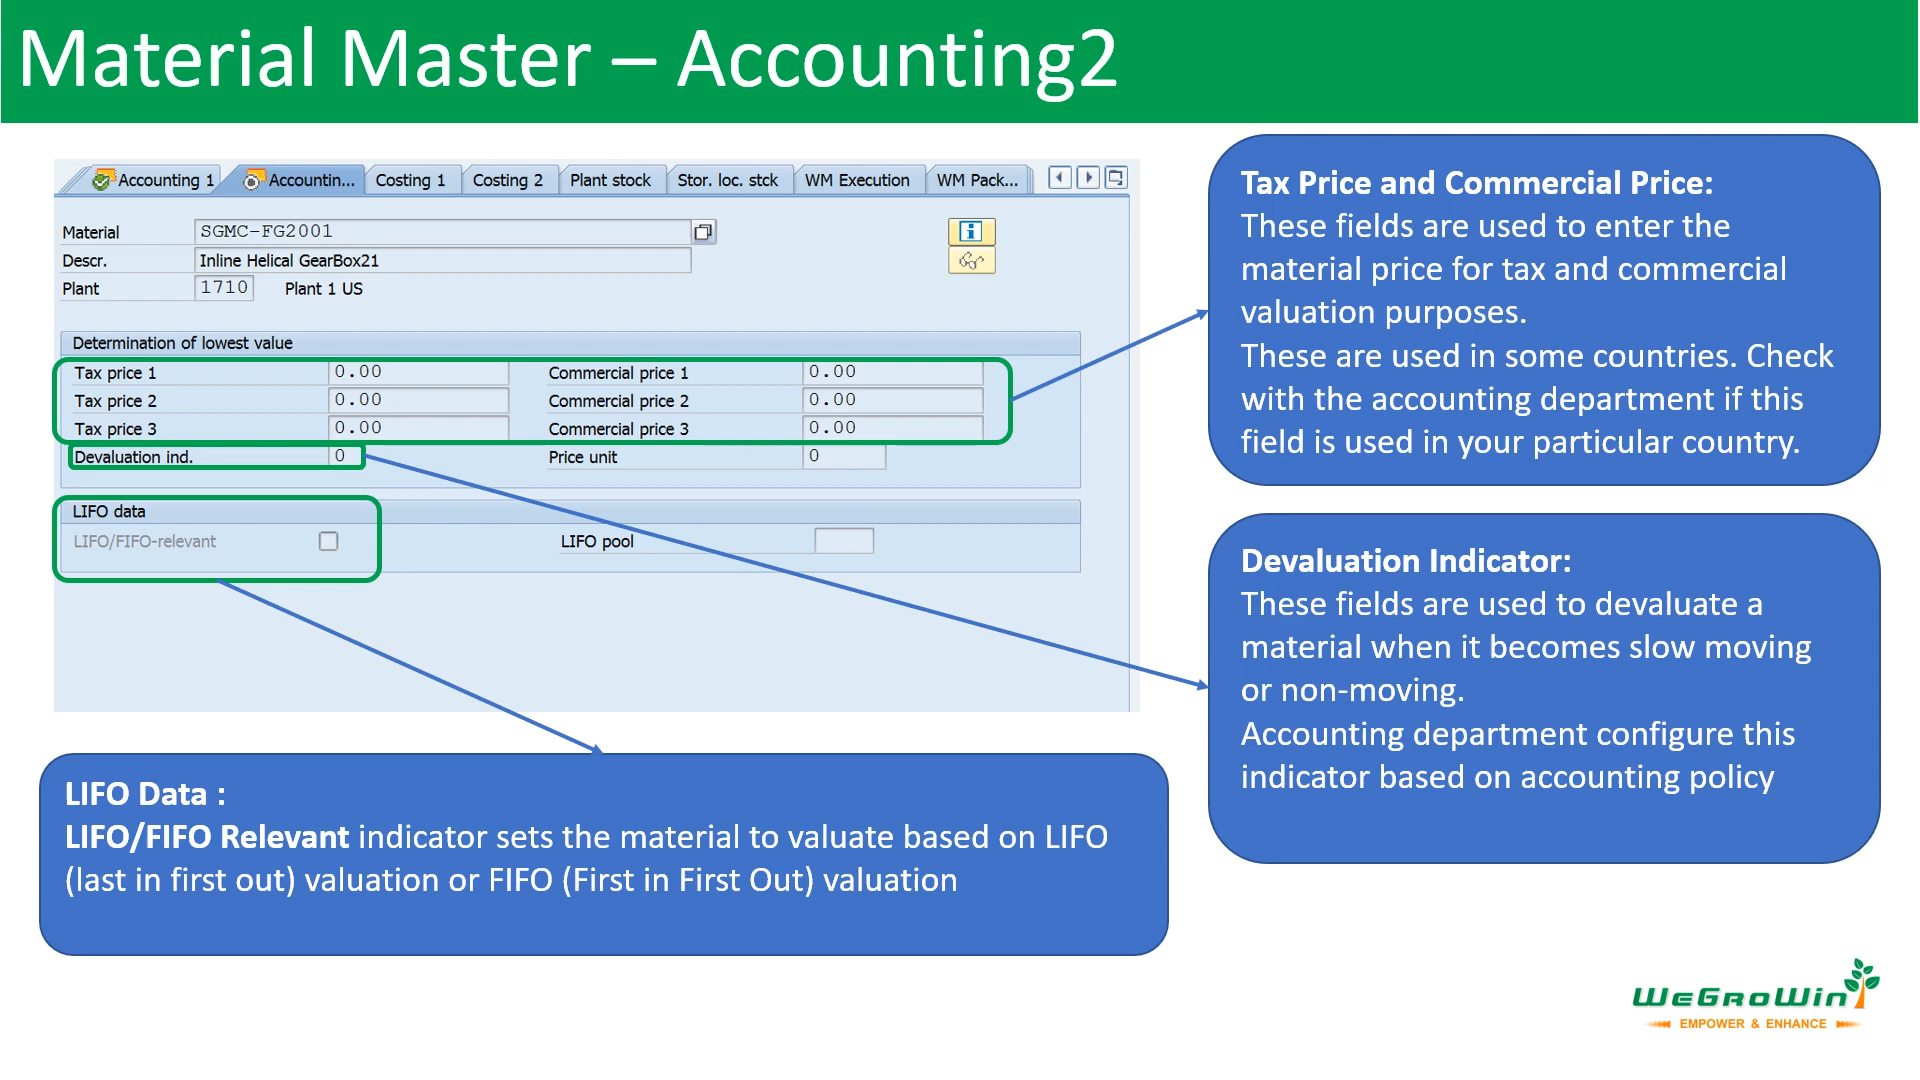 Material Master – Accounting2
Accounting 1 Accountin... Costing 1 Costing 2 Plant stock Stor. loc. stck WM Execution WM Pack...
Material SGMC-FG2001
Descr. Inline Helical GearBox21
Plant 1710 Plant 1 US
Determination of lowest value
Tax price 1 0.00 Commercial price 1 0.00
Tax price 2 0.00 Commercial price 2 0.00
Tax price 3 0.00 Commercial price 3 0.00
Devaluation ind. 0 Price unit 0
LIFO data
LIFO/FIFO-relevant LIFO pool
Tax Price and Commercial Price:
These fields are used to enter the
material price for tax and commercial
valuation purposes.
These are used in some countries. Check
with the accounting department if this
field is used in your particular country.
Devaluation Indicator:
These fields are used to devaluate a
material when it becomes slow moving
or non-moving.
Accounting department configure this
indicator based on accounting policy
LIFO Data :
LIFO/FIFO Relevant indicator sets the material to valuate based on LIFO
(last in first out) valuation or FIFO (First in First Out) valuation
WeGroWin
EMPOWER & ENHANCE